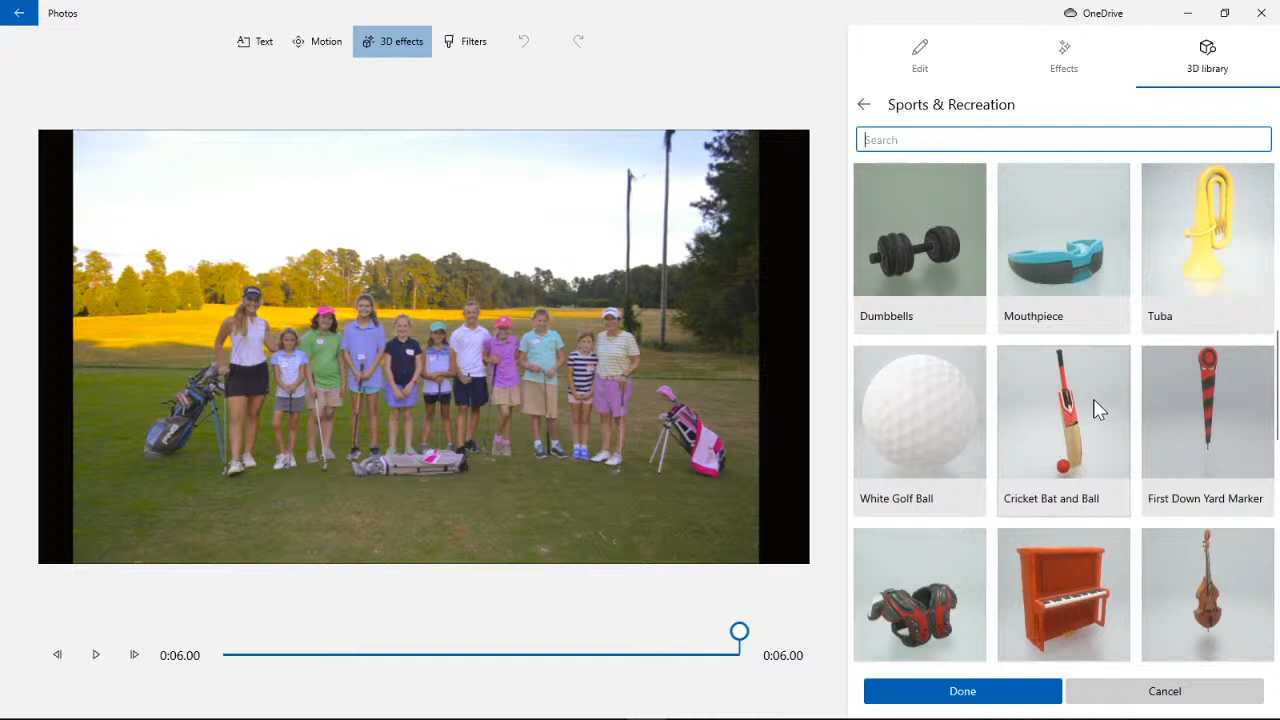 Photos
OneDrive
Text
Motion
3D effects
Filters
Edit
Effects
3D library
Sports & Recreation
Search
Dumbbells
Mouthpiece
Tuba
White Golf Ball
Cricket Bat and Ball
First Down Yard Marker
0:06.00
0:06.00
Done
Cancel